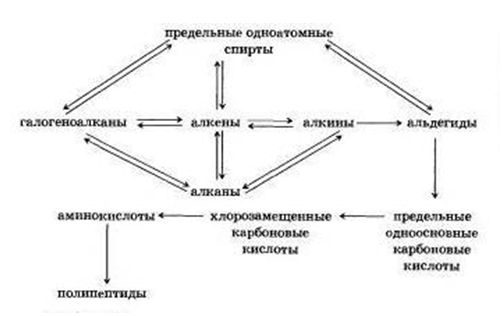 предельные одноатомные
спирты
галогеноалканы алкены алкины альдегиды
алканы
аминокислоты хлорозамещенные предельные
карбоновые одноосновные
кислоты карбоновые
кислоты
полипептиды